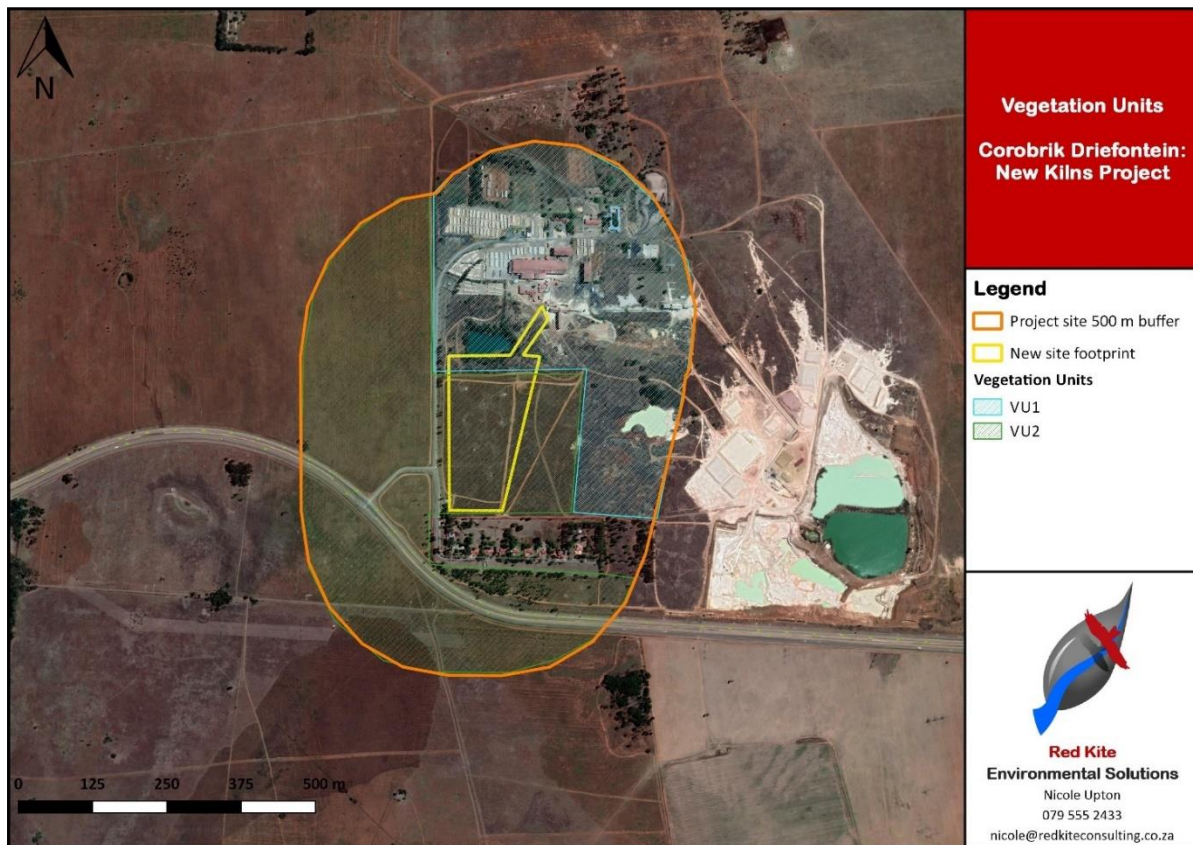 N
0 125 250 375 500 m
Vegetation Units
Corobrik Driefontein:
New Kilns Project
Legend
Project site 500 m buffer
New site footprint
Vegetation Units
VU1
VU2
Red Kite
Environmental Solutions
Nicole Upton
079 555 2433
nicole@redkiteconsulting.co.za